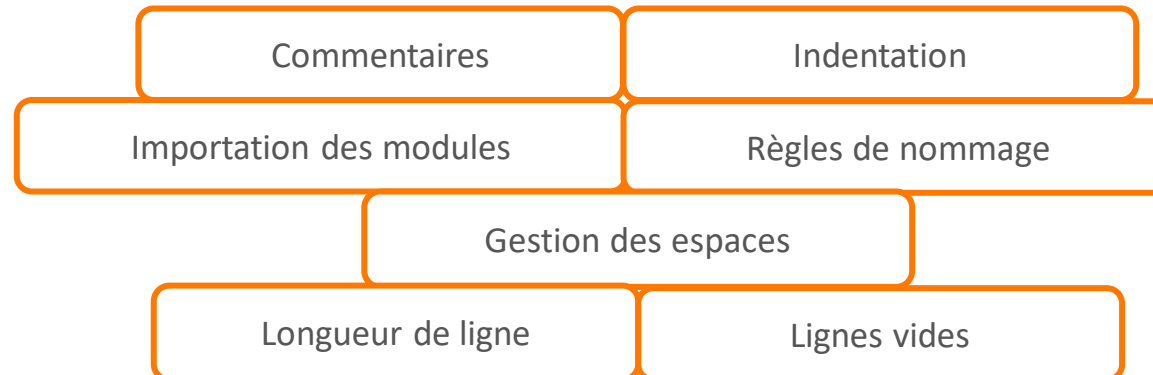 Commentaires
Indentation
Importation des modules
Règles de nommage
Gestion des espaces
Longueur de ligne
Lignes vides